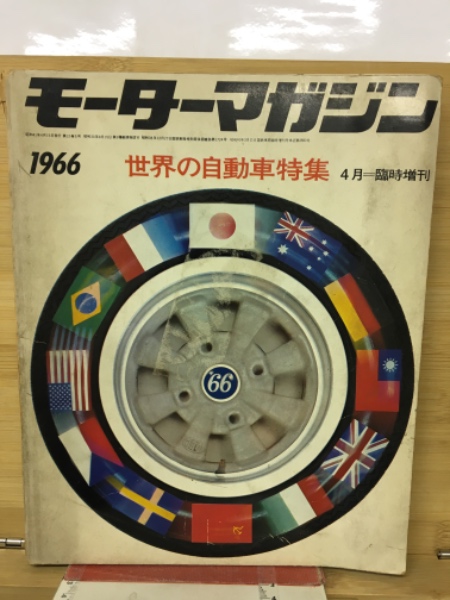 モーターマガジン
1966
世界の自動車特集
4月＝臨時増刊
'66